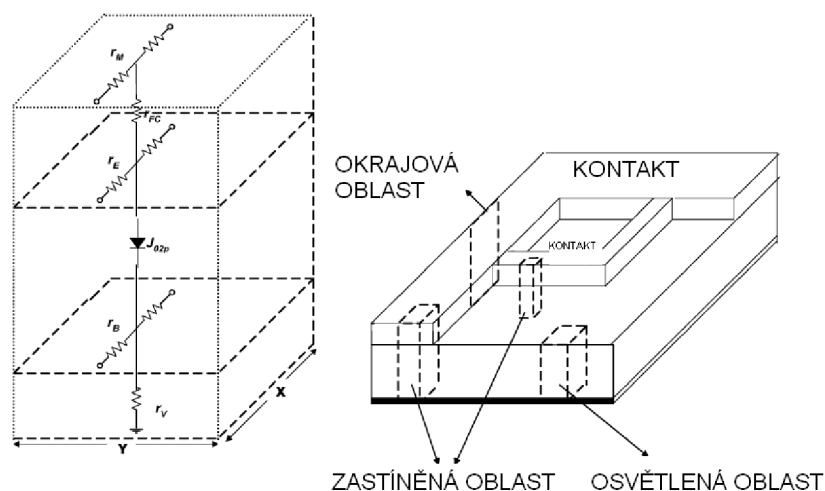 r_M
r_FC
r_E
J_02p
r_B
r_V
X
Y
OKRAJOVÁ
OBLAST
KONTAKT
KONTAKT
ZASTÍNĚNÁ OBLAST
OSVĚTLENÁ OBLAST